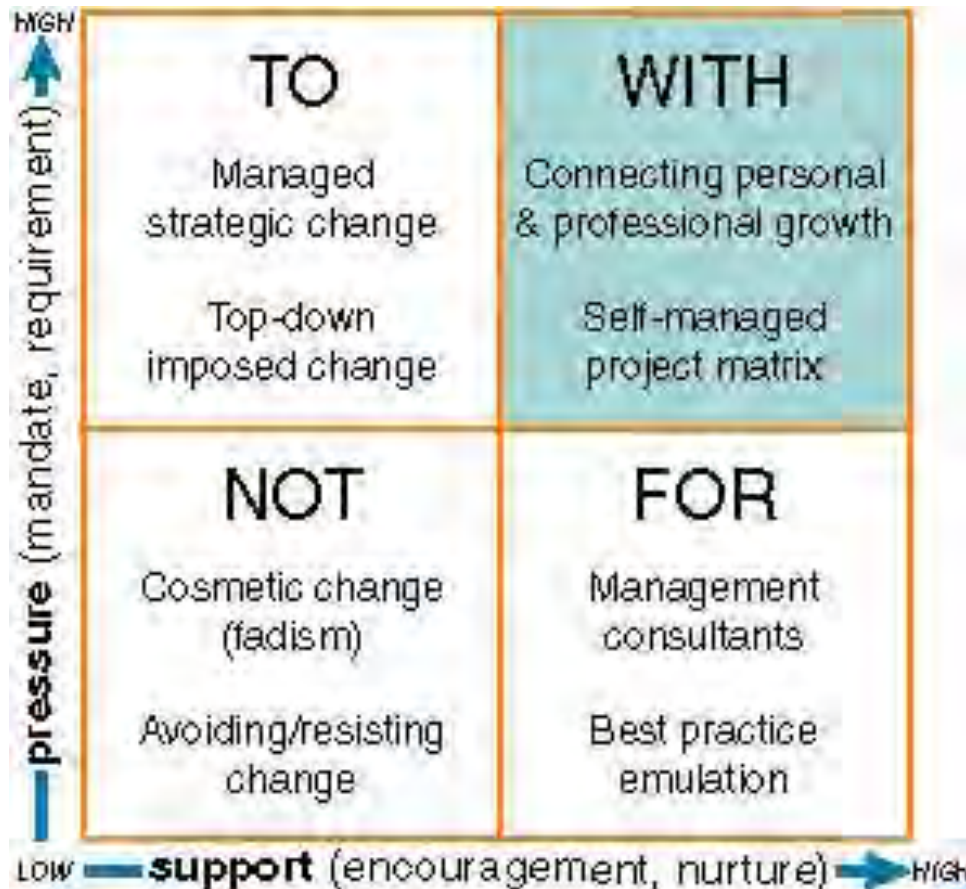 HIGH
pressure (mandate, requirement)
TO
Managed
strategic change
Top-down
imposed change
WITH
Connecting personal
& professional growth
Self-managed
project matrix
NOT
Cosmetic change
(fadism)
Avoiding/resisting
change
FOR
Management
consultants
Best practice
emulation
LOW support (encouragement, nurture) HIGH